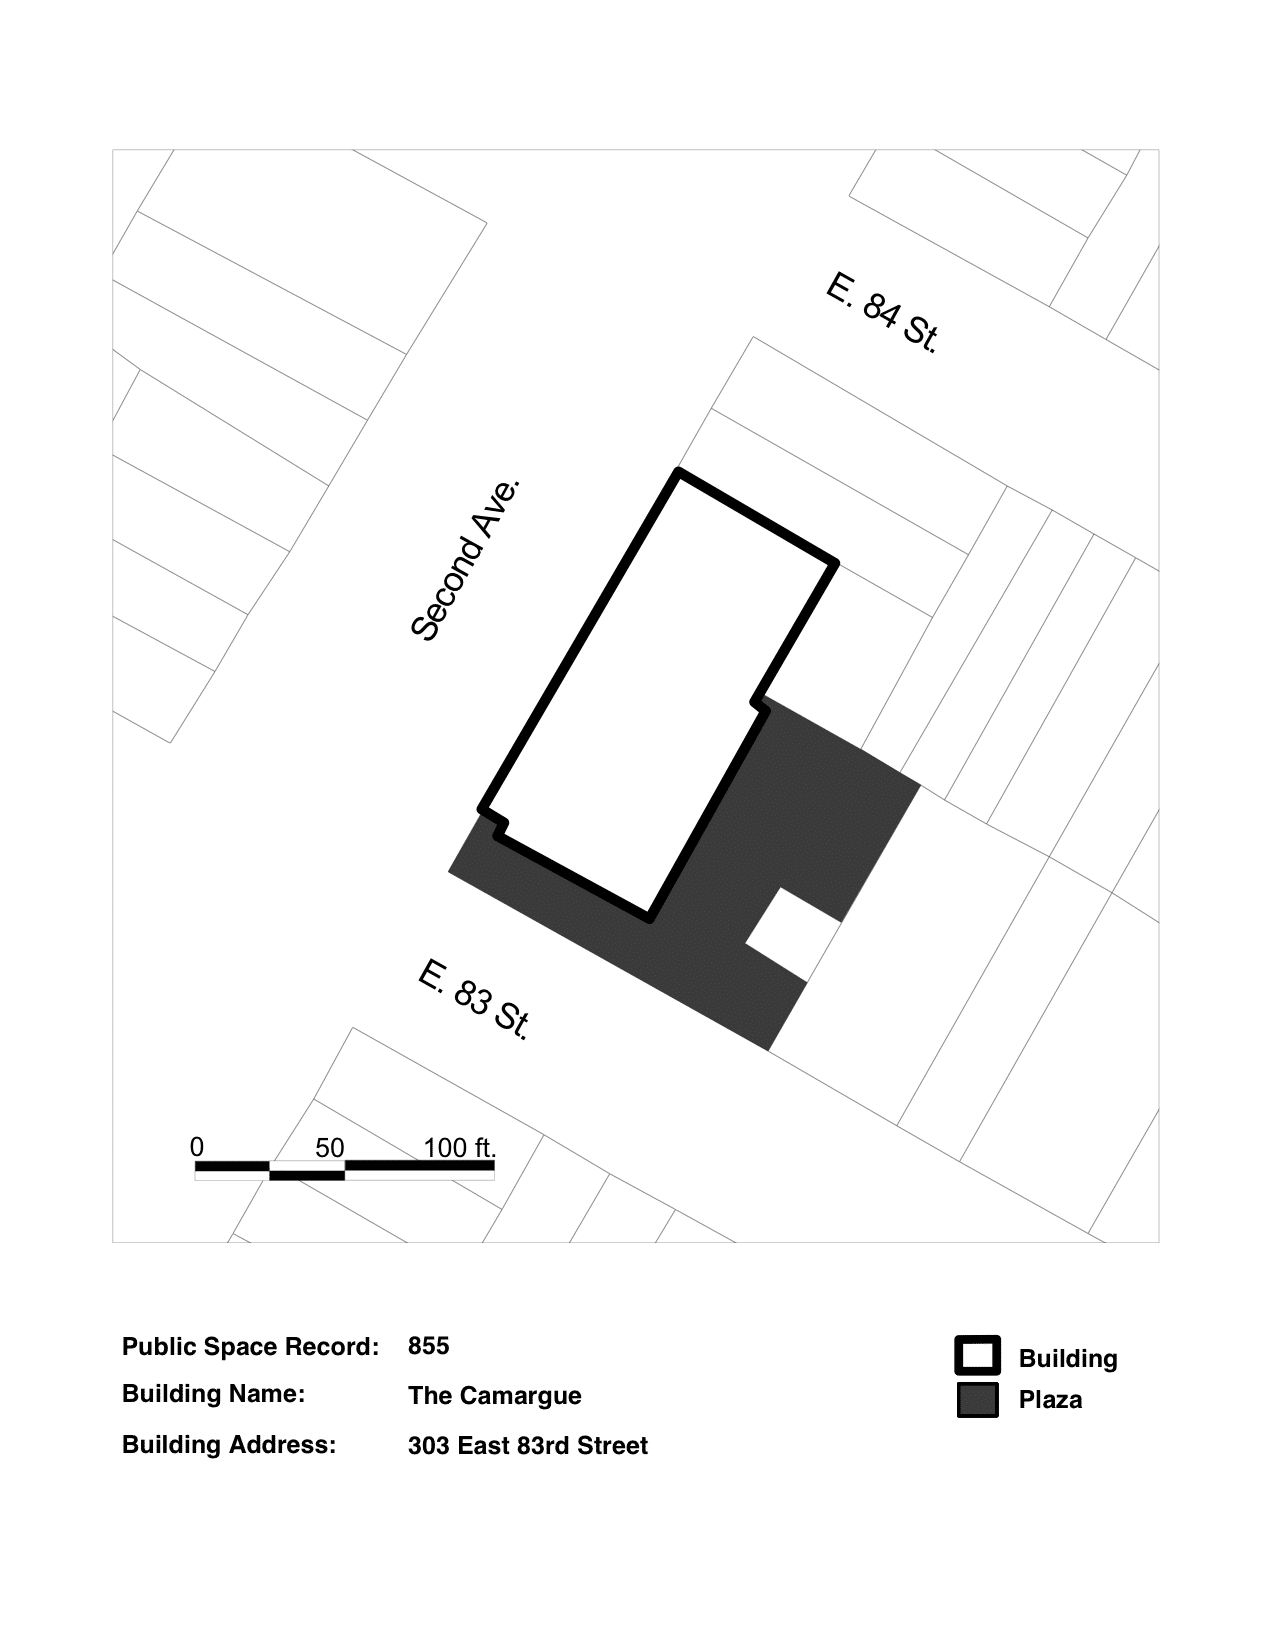 E. 84 St.
Second Ave.
E. 83 St.
0 50 100 ft.
Public Space Record: 855
Building Name: The Camargue
Building Address: 303 East 83rd Street
Building
Plaza